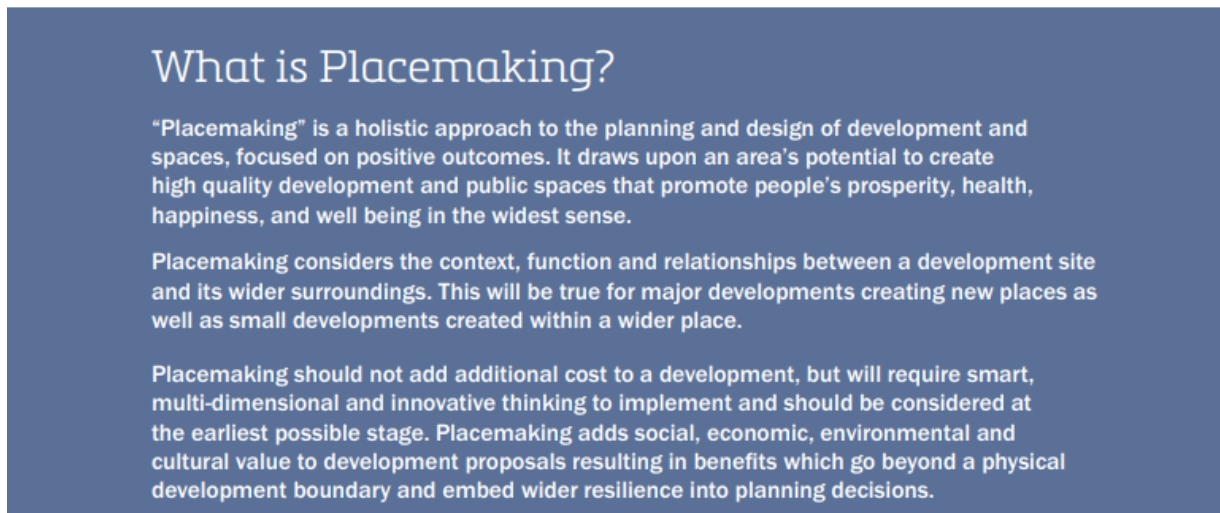 What is Placemaking?
“Placemaking” is a holistic approach to the planning and design of development and
spaces, focused on positive outcomes. It draws upon an area’s potential to create
high quality development and public spaces that promote people’s prosperity, health,
happiness, and well being in the widest sense.
Placemaking considers the context, function and relationships between a development site
and its wider surroundings. This will be true for major developments creating new places as
well as small developments created within a wider place.
Placemaking should not add additional cost to a development, but will require smart,
multi-dimensional and innovative thinking to implement and should be considered at
the earliest possible stage. Placemaking adds social, economic, environmental and
cultural value to development proposals resulting in benefits which go beyond a physical
development boundary and embed wider resilience into planning decisions.